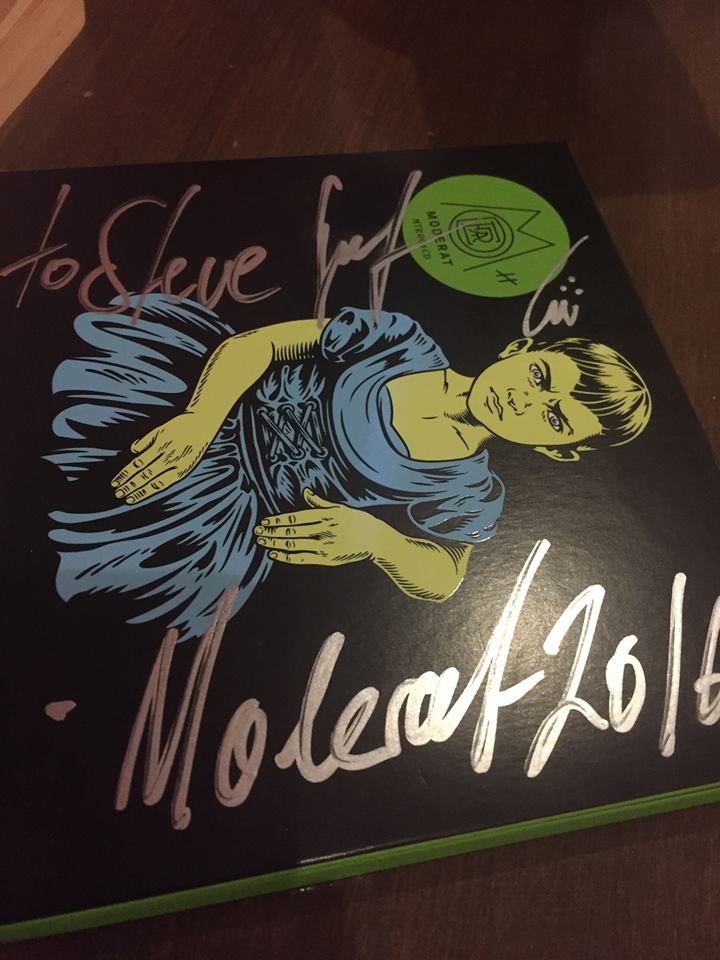 to Steve
MODERAT
Moderat 2016